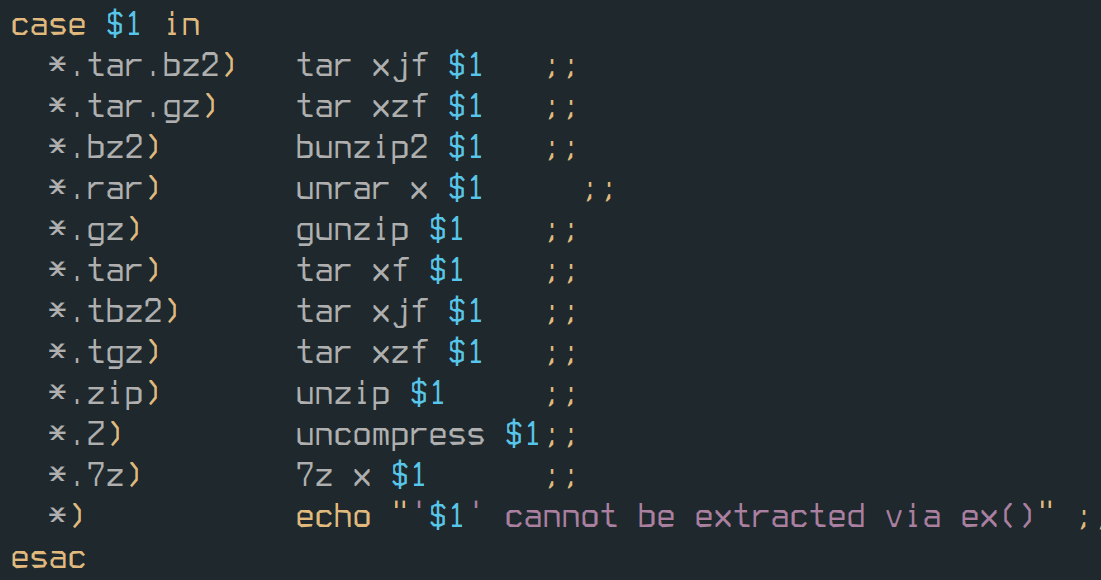 case $1 in
  *.tar.bz2)   tar xjf $1   ;;
  *.tar.gz)    tar xzf $1   ;;
  *.bz2)       bunzip2 $1   ;;
  *.rar)       unrar x $1     ;;
  *.gz)        gunzip $1    ;;
  *.tar)       tar xf $1    ;;
  *.tbz2)      tar xjf $1   ;;
  *.tgz)       tar xzf $1   ;;
  *.zip)       unzip $1     ;;
  *.Z)         uncompress $1;;
  *.7z)        7z x $1      ;;
  *)           echo "'$1' cannot be extracted via ex()" ;;
esac